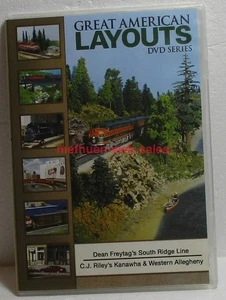 GREAT AMERICAN
LAYOUTS
DVD SERIES
Dean Freytag's South Ridge Line
C.J. Riley's Kanawha & Western Allegheny